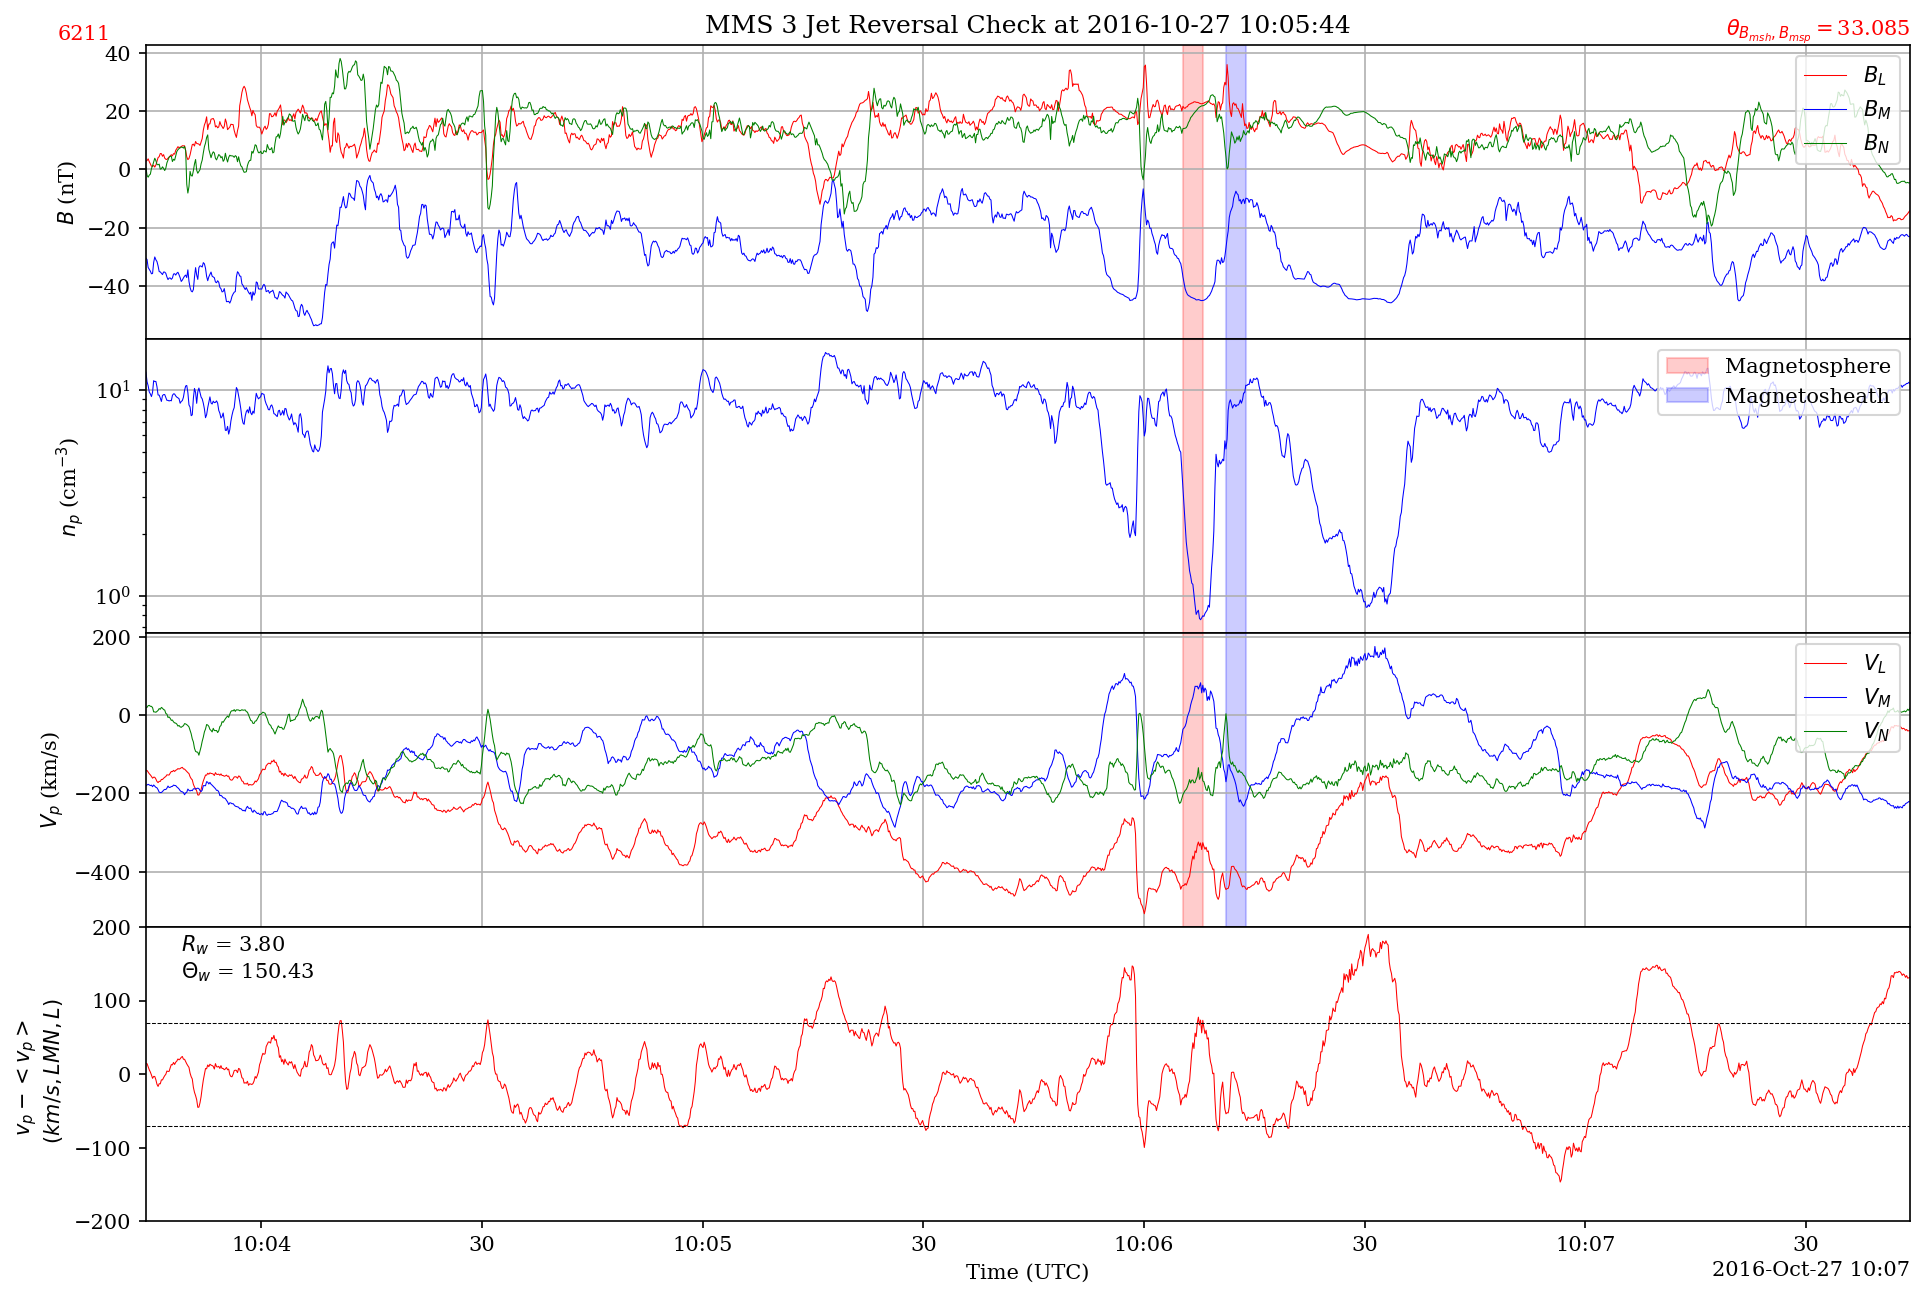 6211
MMS 3 Jet Reversal Check at 2016-10-27 10:05:44
θ_{B_{msh}, B_{msp}} = 33.085
40
20
0
−20
−40
B (nT)
B_L
B_M
B_N
10^1
10^0
n_p (cm^{−3})
Magnetosphere
Magnetosheath
200
0
−200
−400
V_p (km/s)
V_L
V_M
V_N
200
100
0
−100
−200
v_p − < v_p >
(km/s, LMN, L)
R_w = 3.80
Θ_w = 150.43
10:04
30
10:05
30
10:06
30
10:07
30
Time (UTC)
2016-Oct-27 10:07